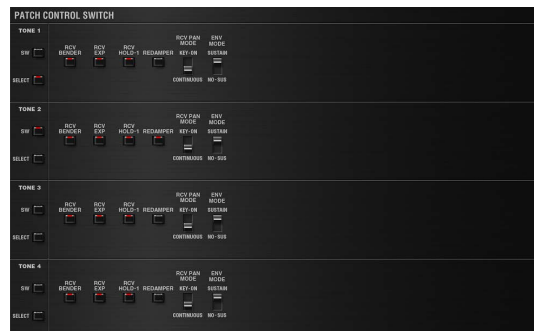 PATCH CONTROL SWITCH
TONE 1
RCV PAN ENV
MODE MODE
RCV RCV RCV
BENDER EXP HOLD-1 REDAMPER KEY-ON SUSTAIN
SW
SELECT
CONTINUOUS NO-SUS
TONE 2
RCV PAN ENV
MODE MODE
RCV RCV RCV
BENDER EXP HOLD-1 REDAMPER KEY-ON SUSTAIN
SW
SELECT
CONTINUOUS NO-SUS
TONE 3
RCV PAN ENV
MODE MODE
RCV RCV RCV
BENDER EXP HOLD-1 REDAMPER KEY-ON SUSTAIN
SW
SELECT
CONTINUOUS NO-SUS
TONE 4
RCV PAN ENV
MODE MODE
RCV RCV RCV
BENDER EXP HOLD-1 REDAMPER KEY-ON SUSTAIN
SW
SELECT
CONTINUOUS NO-SUS